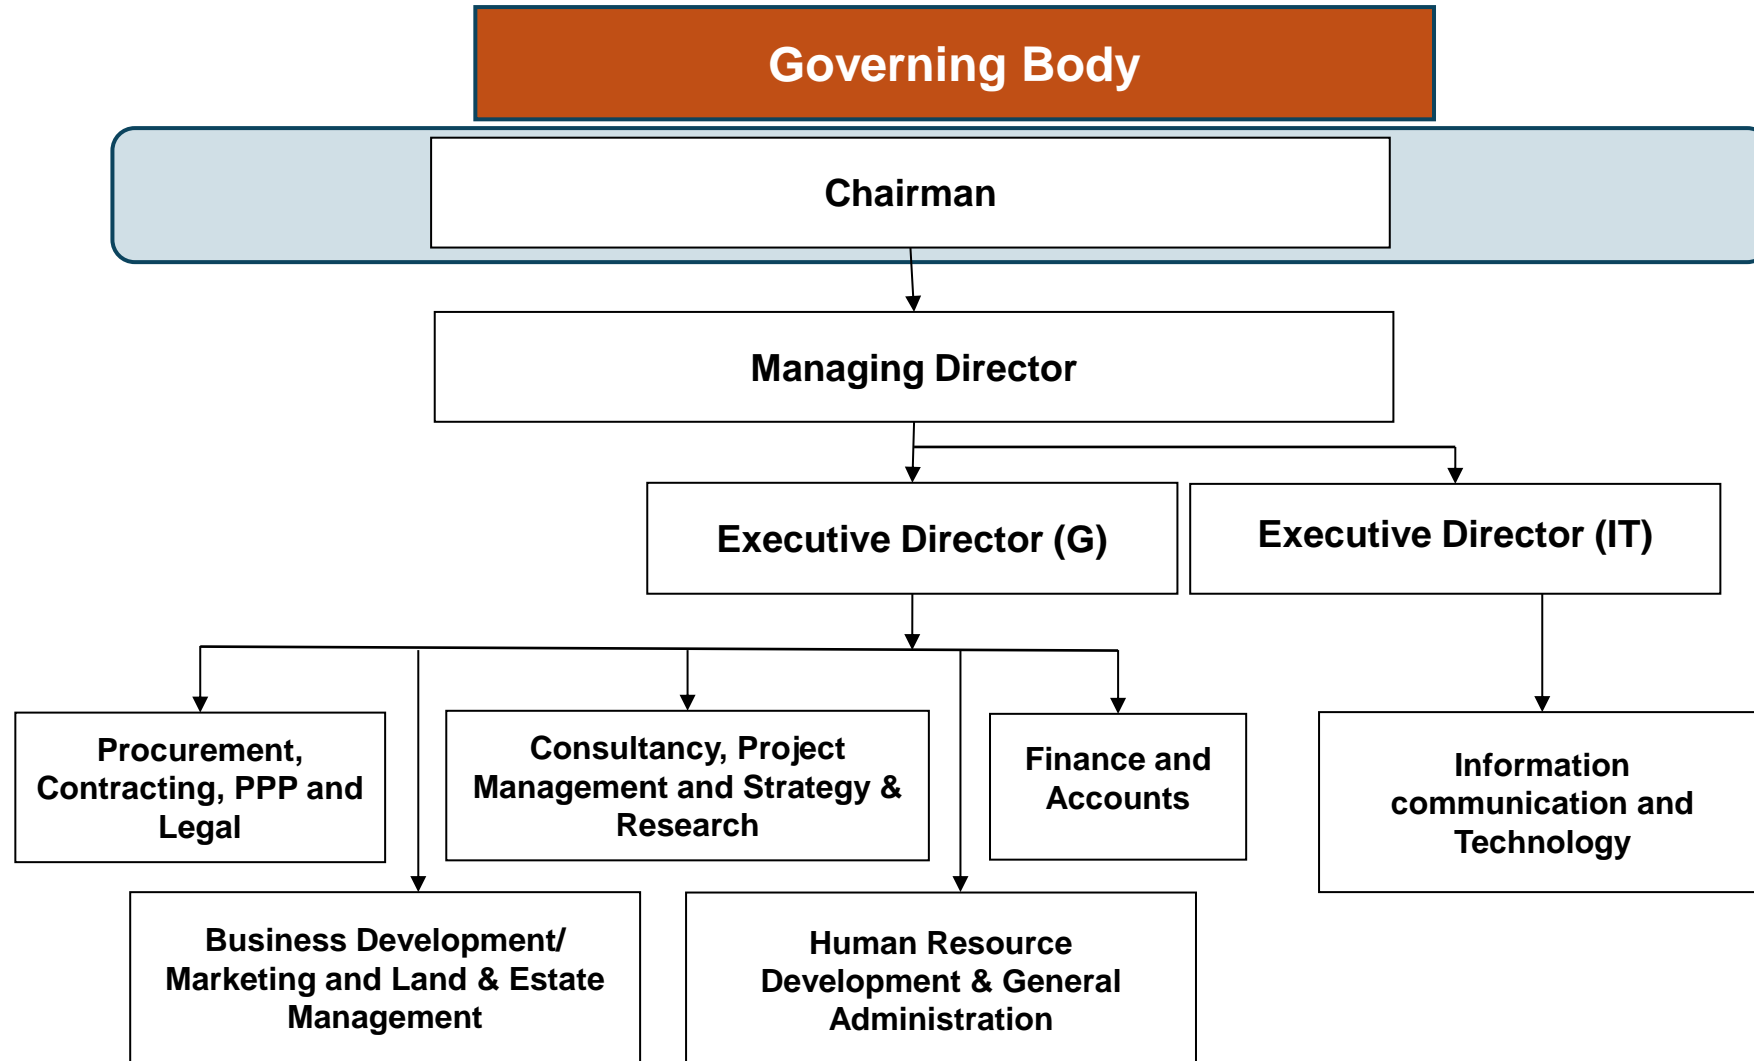 Governing Body
Chairman
Managing Director
Executive Director (G)
Executive Director (IT)
Procurement,
Contracting, PPP and
Legal
Consultancy, Project
Management and Strategy &
Research
Finance and
Accounts
Information
communication and
Technology
Business Development/
Marketing and Land & Estate
Management
Human Resource
Development & General
Administration